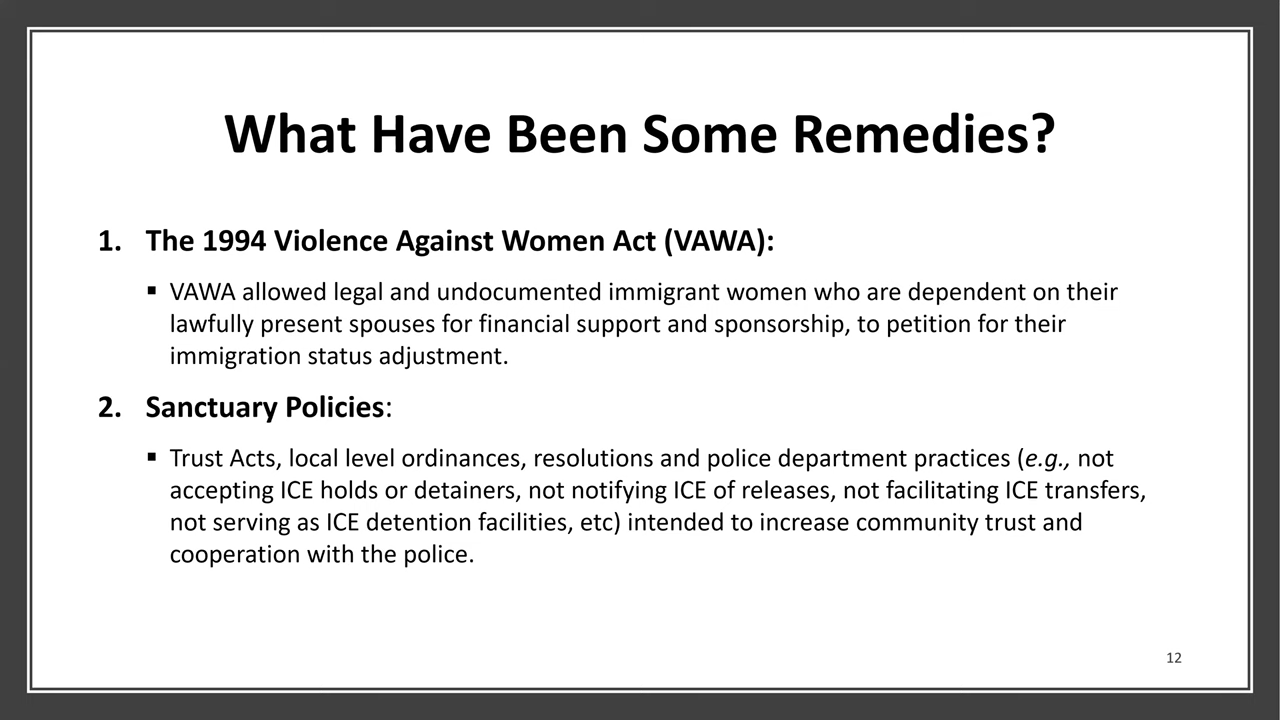 What Have Been Some Remedies?
1. The 1994 Violence Against Women Act (VAWA):
▪ VAWA allowed legal and undocumented immigrant women who are dependent on their
lawfully present spouses for financial support and sponsorship, to petition for their
immigration status adjustment.
2. Sanctuary Policies:
▪ Trust Acts, local level ordinances, resolutions and police department practices (e.g., not
accepting ICE holds or detainers, not notifying ICE of releases, not facilitating ICE transfers,
not serving as ICE detention facilities, etc) intended to increase community trust and
cooperation with the police.
12